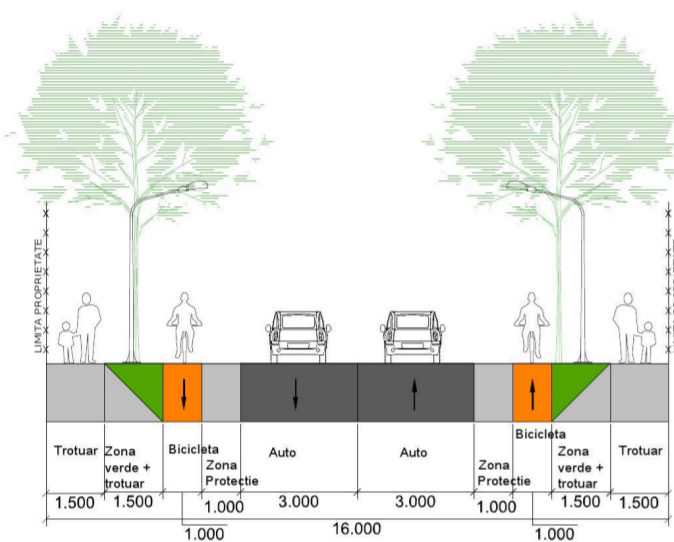 LIMITA PROPRIETATE
Trotuar
Zona
verde +
trotuar
Bicicleta
Zona
Protectie
Auto
Auto
Zona
Protectie
Bicicleta
Zona
verde +
trotuar
Trotuar
1.500
1.500
1.000
3.000
3.000
1.000
1.500
1.500
1.000
16.000
1.000